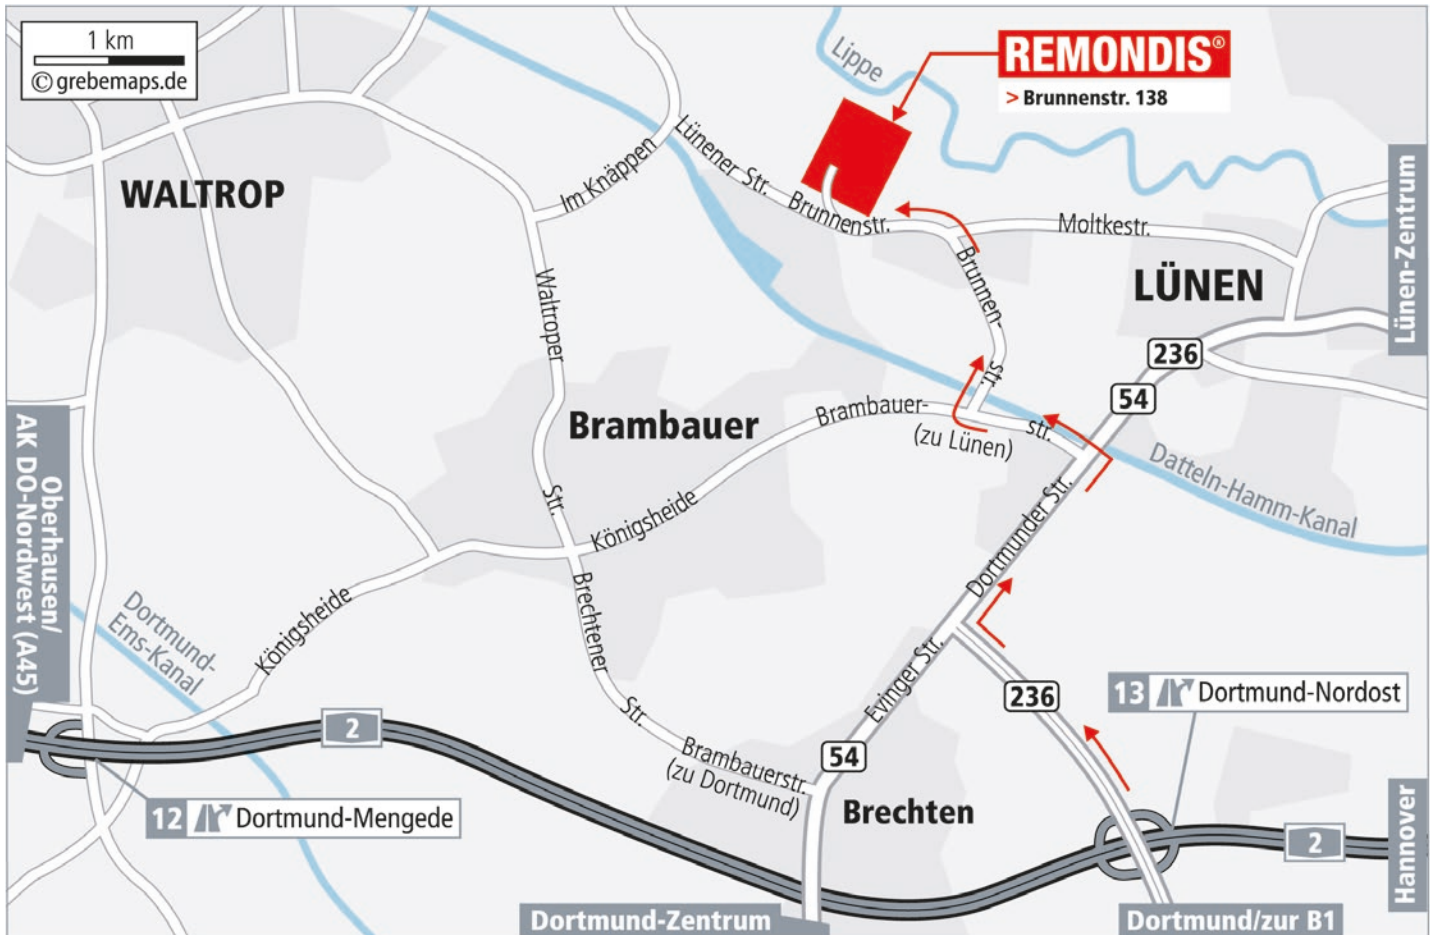 1 km
© grebemaps.de
Lippe
REMONDIS®
> Brunnenstr. 138
WALTROP
Im Knäppen
Lünener Str.
Brunnenstr.
Moltkestr.
Lünen-Zentrum
Waltroper
Brunnen-
str.
LÜNEN
236
54
Brambauer
Brambauer-
(zu Lünen)
str.
Datteln-Hamm-Kanal
Oberhausen/
AK DO-Nordwest (A45)
Str.
Königsheide
Dortmunder Str.
Dortmund-
Ems-Kanal
Königsheide
Brechtener
Str.
Evinger Str.
236
13 Dortmund-Nordost
2
Brambauerstr.
(zu Dortmund)
54
Brechten
12 Dortmund-Mengede
2
Hannover
Dortmund-Zentrum
Dortmund/zur B1